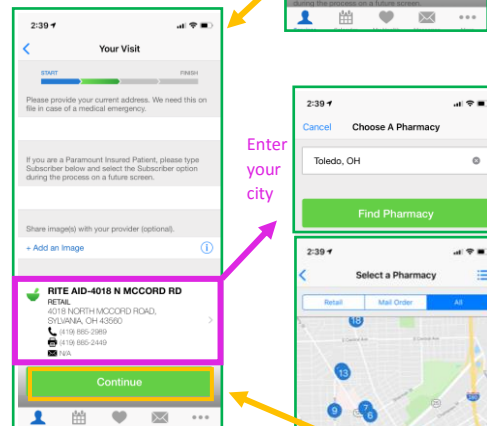 during the process on a future screen.
2:39
Your Visit
START
FINISH
Please provide your current address. We need this on
file in case of a medical emergency.
If you are a Paramount Insured Patient, please type
Subscriber below and select the Subscriber option
during the process on a future screen.
Share image(s) with your provider (optional).
+ Add an Image
RITE AID-4018 N MCCORD RD
RETAIL
4018 NORTH MCCORD ROAD,
SYLVANIA, OH 43560
(419) 885-2989
(419) 885-2449
N/A
Continue
Enter
your
city
2:39
Cancel
Choose A Pharmacy
Toledo, OH
Find Pharmacy
2:39
Select a Pharmacy
Retail
Mail Order
All
18
13
9
7
6